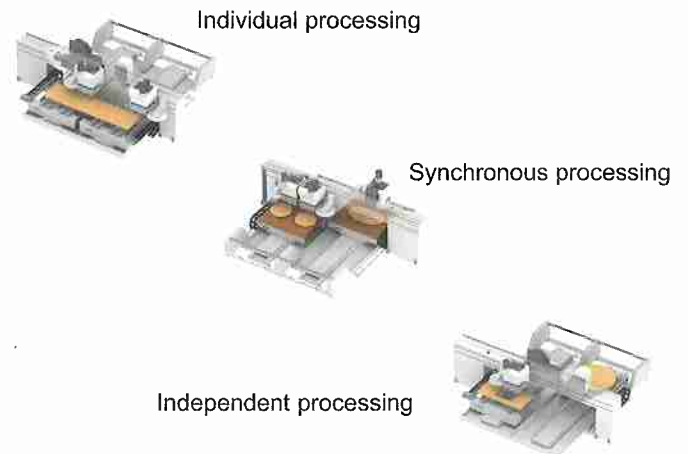 Individual processing
Synchronous processing
Independent processing